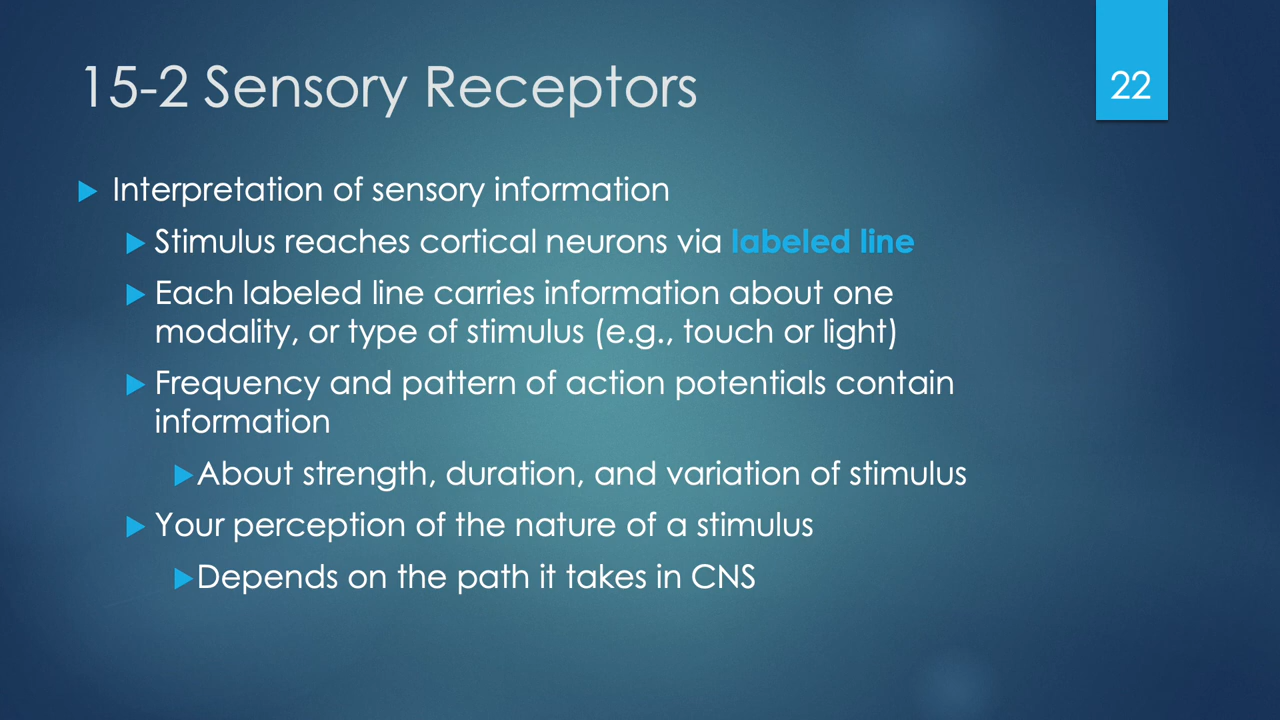 15-2 Sensory Receptors
22
Interpretation of sensory information
Stimulus reaches cortical neurons via labeled line
Each labeled line carries information about one
modality, or type of stimulus (e.g., touch or light)
Frequency and pattern of action potentials contain
information
About strength, duration, and variation of stimulus
Your perception of the nature of a stimulus
Depends on the path it takes in CNS